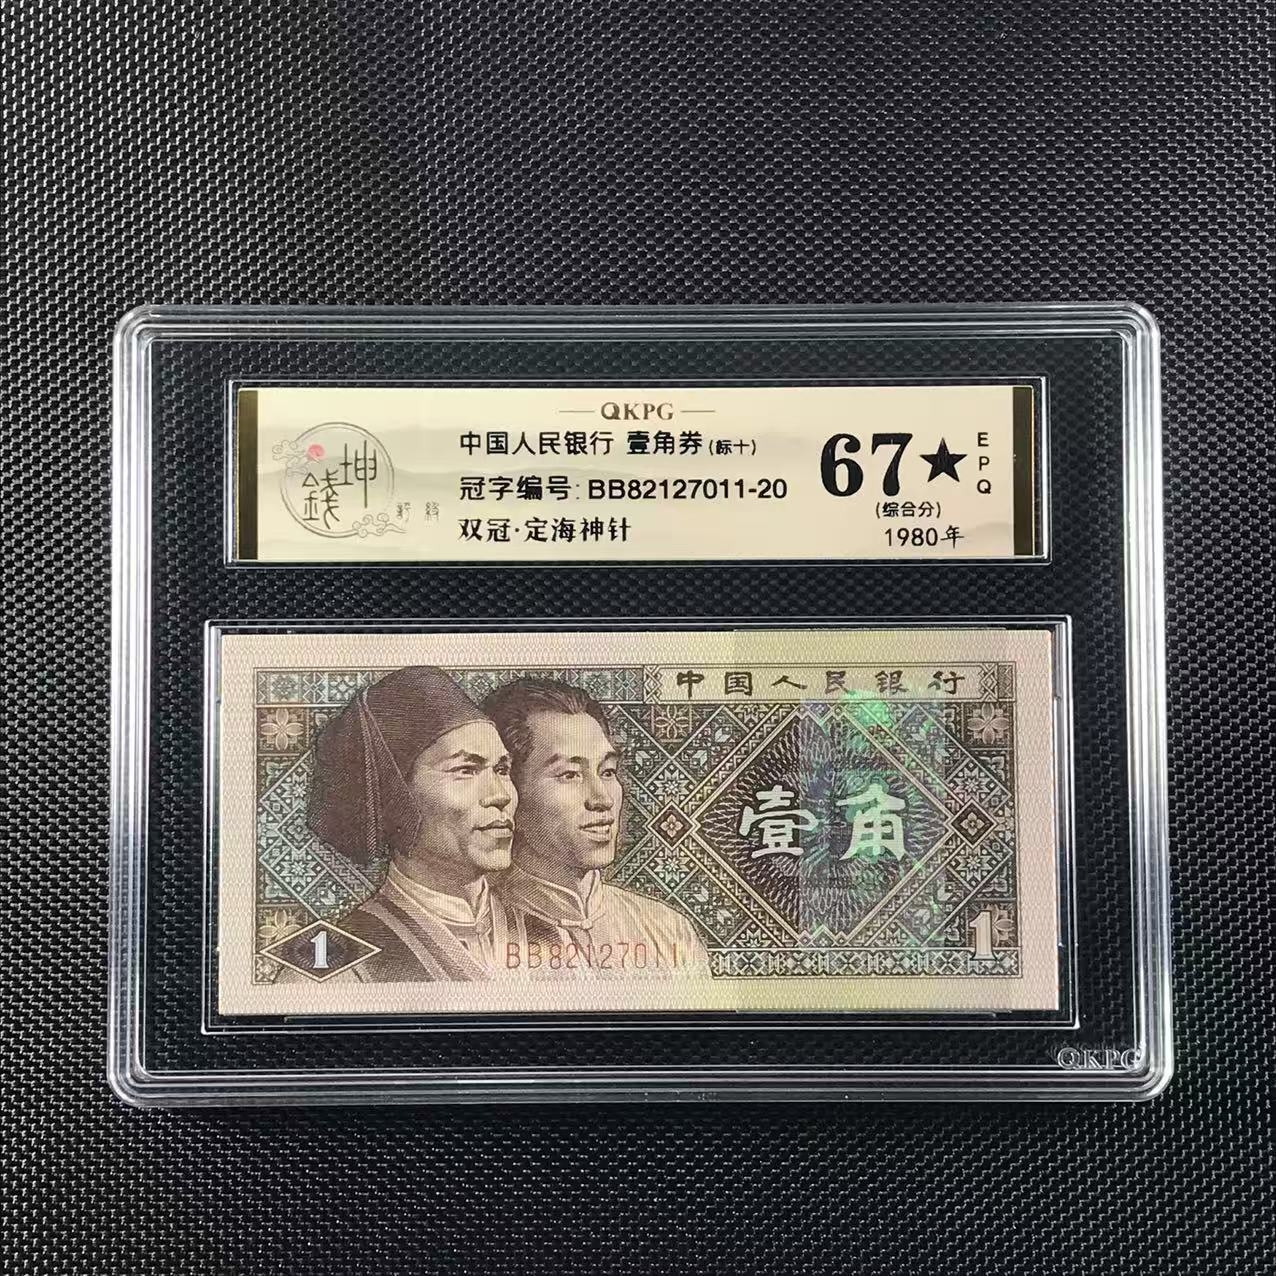 QKPG
中国人民银行 壹角券 (标十)
冠字编号: BB82127011-20
双冠·定海神针
67★
EPQ
(综合分)
1980年
坤
錢
中国人民银行
壹角
1
BB82127011
1
QKPG